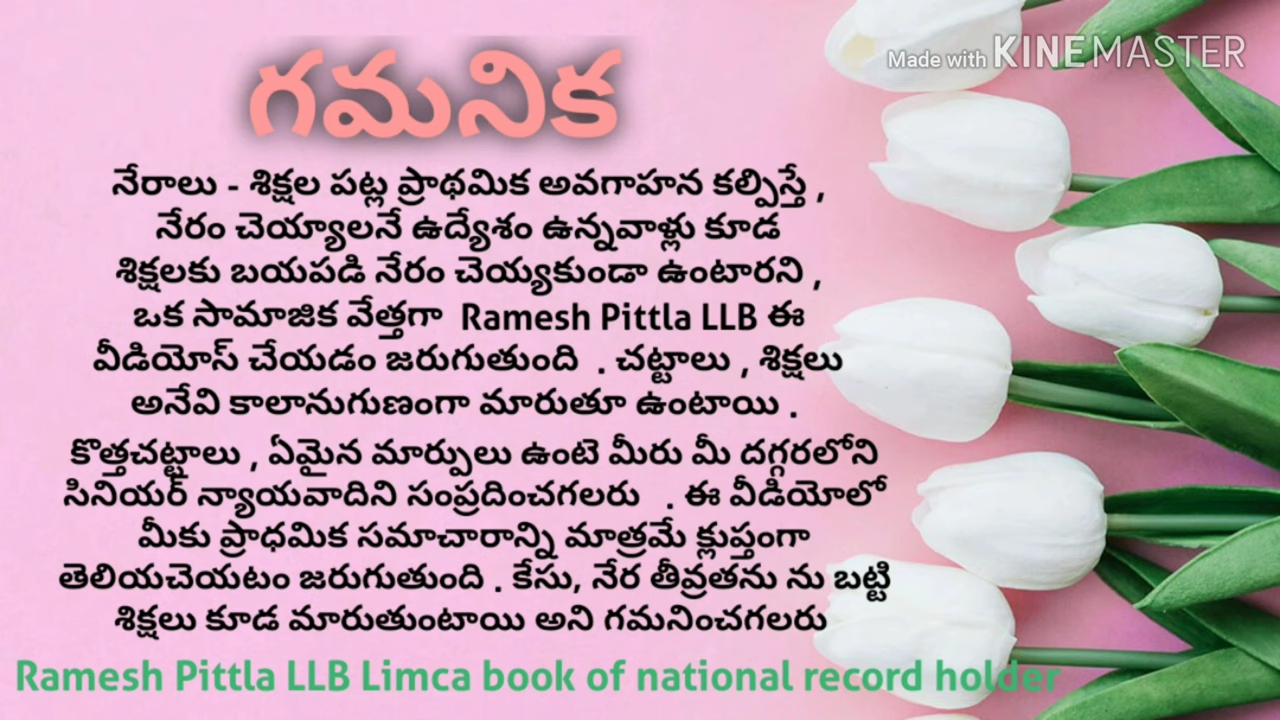 Made with KINEMASTER
గమనిక
నేరాలు - శిక్షల పట్ల ప్రాథమిక అవగాహన కల్పిస్తే ,
నేరం చెయ్యాలనే ఉద్యేశం ఉన్నవాళ్లు కూడ
శిక్షలకు బయపడి నేరం చెయ్యకుండా ఉంటారని ,
ఒక సామాజిక వేత్తగా Ramesh Pittla LLB ఈ
వీడియోస్ చేయడం జరుగుతుంది . చట్టాలు , శిక్షలు
అనేవి కాలానుగుణంగా మారుతూ ఉంటాయి .
కొత్తచట్టాలు , ఏమైన మార్పులు ఉంటె మీరు మీ దగ్గరలోని
సినియర్ న్యాయవాదిని సంప్రదించగలరు . ఈ వీడియోలో
మీకు ప్రాధమిక సమాచారాన్ని మాత్రమే క్లుప్తంగా
తెలియచెయటం జరుగుతుంది . కేసు, నేర తీవ్రతను ను బట్టి
శిక్షలు కూడ మారుతుంటాయి అని గమనించగలరు
Ramesh Pittla LLB Limca book of national record holder